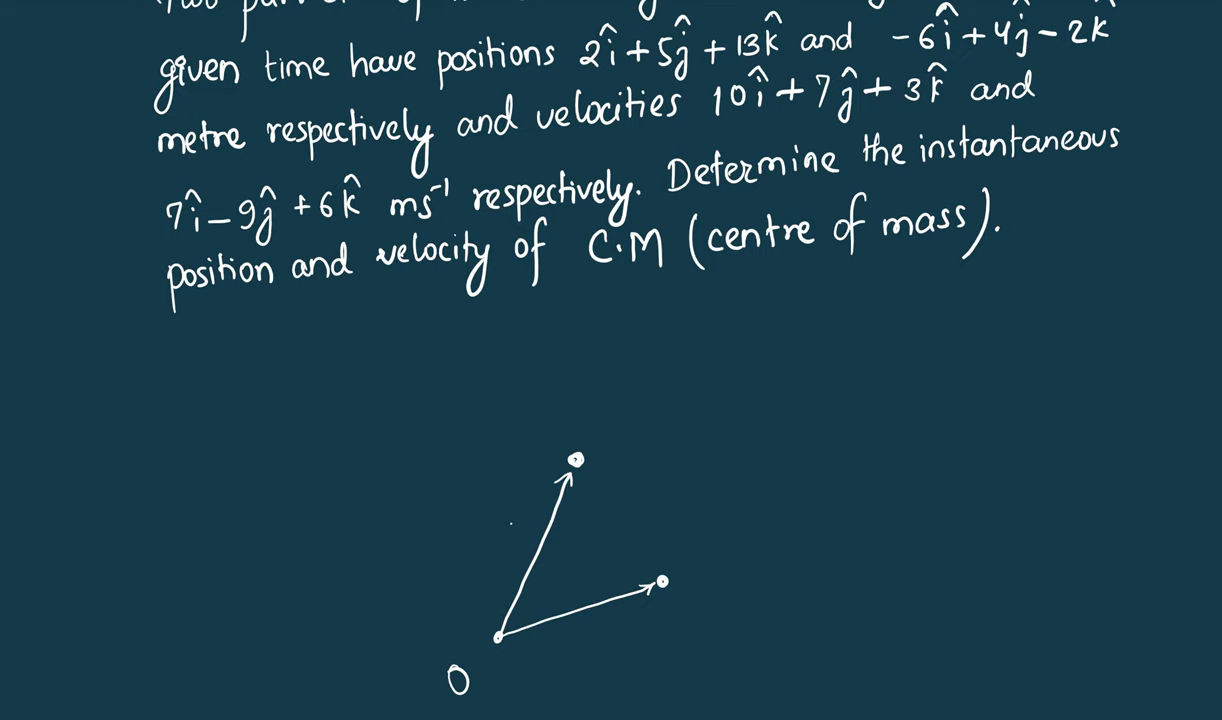 given time have positions 2î + 5ĵ + 13k̂ and -6î + 4ĵ - 2k̂
metre respectively and velocities 10î + 7ĵ + 3k̂ and
7î - 9ĵ + 6k̂ ms⁻¹ respectively. Determine the instantaneous
position and velocity of C.M (centre of mass).
O